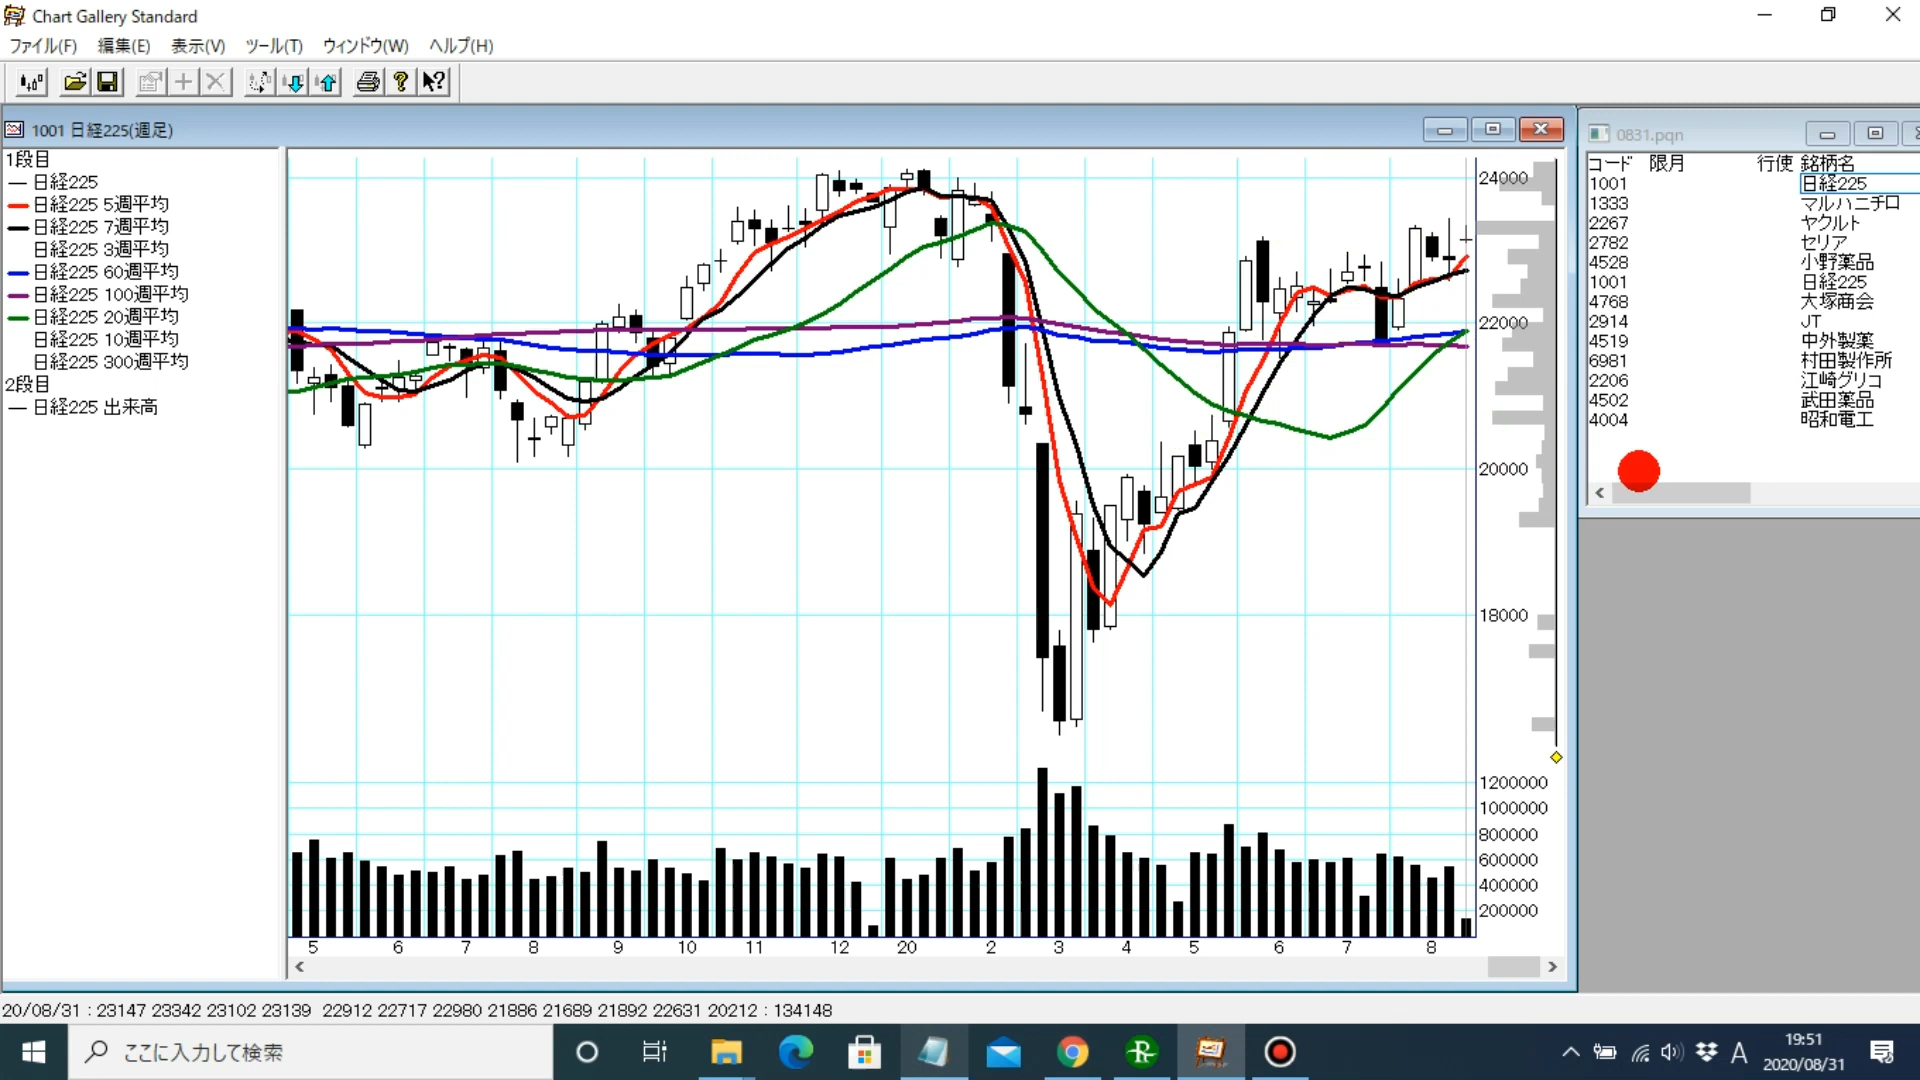 Chart Gallery Standard
ファイル(F) 編集(E) 表示(V) ツール(T) ウィンドウ(W) ヘルプ(H)
1001 日経225(週足)
1段目
日経225
日経225 5週平均
日経225 7週平均
日経225 3週平均
日経225 60週平均
日経225 100週平均
日経225 20週平均
日経225 10週平均
日経225 300週平均
2段目
日経225 出来高
24000
22000
20000
18000
1200000
1000000
800000
600000
400000
200000
5 6 7 8 9 10 11 12 20 2 3 4 5 6 7 8
0831.pqn
コード 限月 行使 銘柄名
1001 日経225
1333 マルハニチロ
2267 ヤクルト
2782 セリア
4528 小野薬品
1001 日経225
4768 大塚商会
2914 JT
4519 中外製薬
6981 村田製作所
2206 江崎グリコ
4502 武田薬品
4004 昭和電工
20/08/31 : 23147 23342 23102 23139 22912 22717 22980 21886 21689 21892 22631 20212 : 134148
ここに入力して検索
A
19:51
2020/08/31